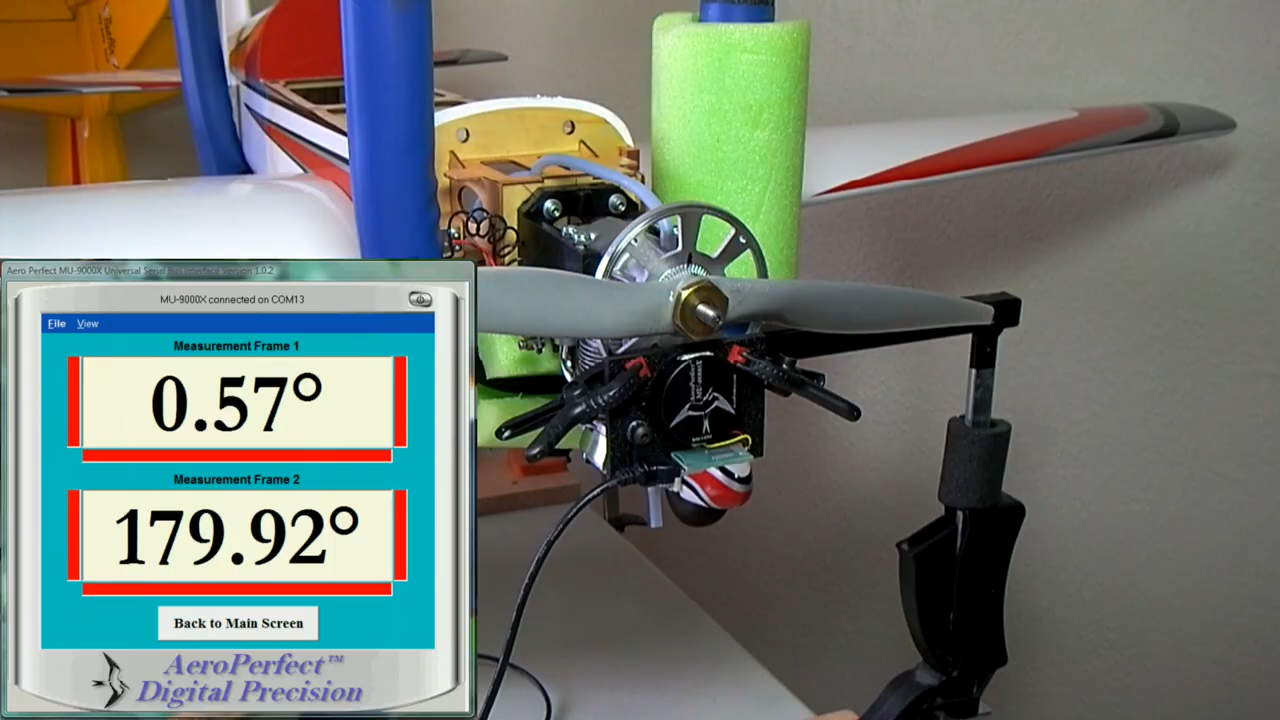 Aero Perfect MU-9000X Universal Serial Bus Interface Version 1.0.2
MU-9000X connected on COM13
File View
Measurement Frame 1
0.57°
Measurement Frame 2
179.92°
Back to Main Screen
AeroPerfect™
Digital Precision